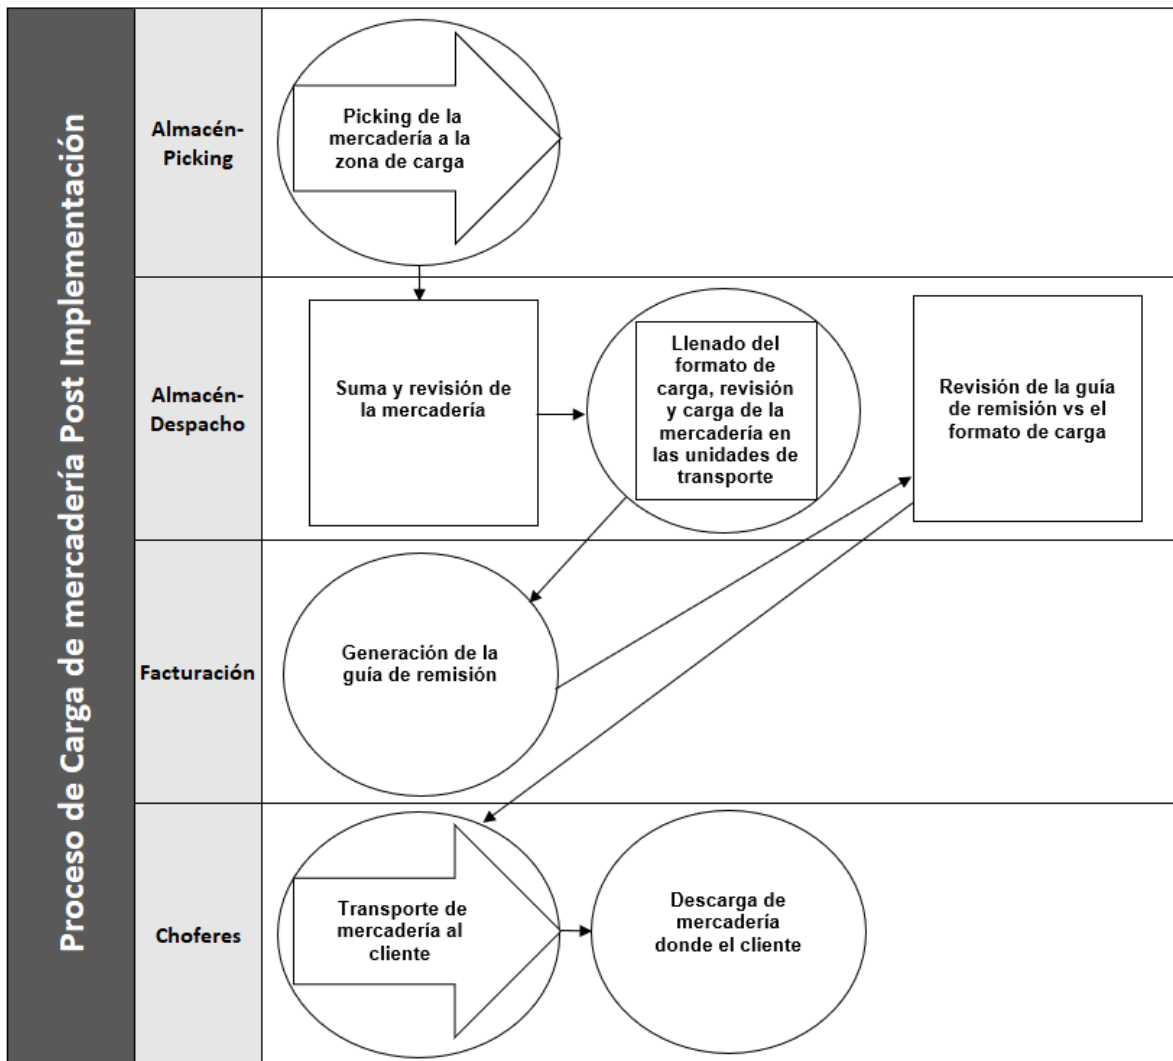 Proceso de Carga de mercadería Post Implementación
Almacén-
Picking
Picking de la
mercadería a la
zona de carga
Almacén-
Despacho
Suma y revisión de
la mercadería
Llenado del
formato de
carga, revisión
y carga de la
mercadería en
las unidades de
transporte
Revisión de la guía
de remisión vs el
formato de carga
Facturación
Generación de la
guía de remisión
Choferes
Transporte de
mercadería al
cliente
Descarga de
mercadería
donde el cliente